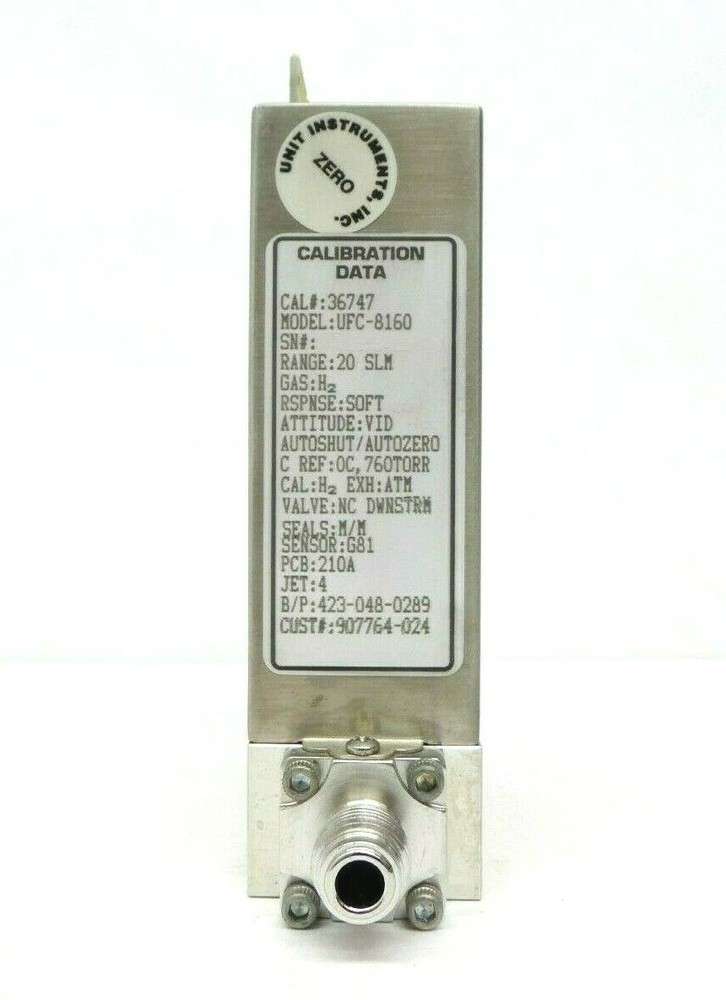 UNIT INSTRUMENTS, INC.
ZERO
CALIBRATION
DATA
CAL#:36747
MODEL:UFC-8160
SN#:
RANGE:20 SLM
GAS:H₂
RSPNSE:SOFT
ATTITUDE:VID
AUTOSHUT/AUTOZERO
C REF:0C,760TORR
CAL:H₂ EXH:ATM
VALVE:NC DWNSTRM
SEALS:M/M
SENSOR:G81
PCB:210A
JET:4
B/P:423-048-0289
CUST#:907764-024